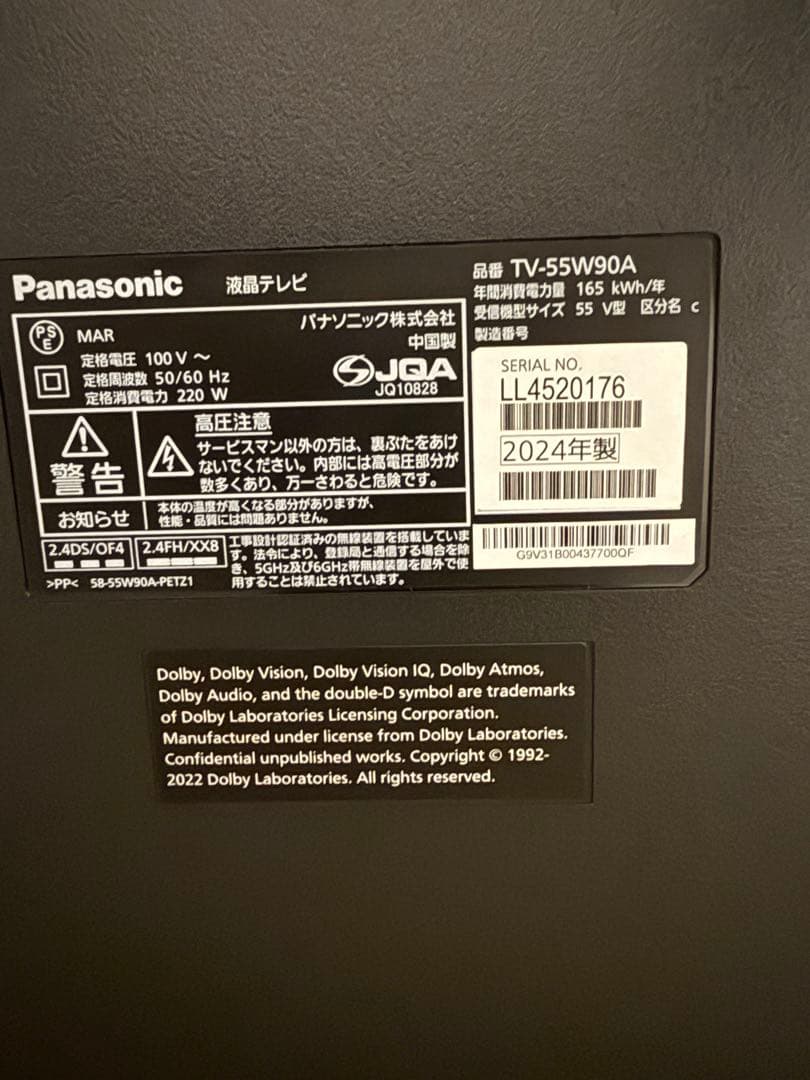 Panasonic 液晶テレビ
PS
E
MAR
パナソニック株式会社
中国製
定格電圧 100 V ～
定格周波数 50/60 Hz
定格消費電力 220 W
JQA
JQ10828
警告
高圧注意
サービスマン以外の方は、裏ぶたをあけ
ないでください。内部には高電圧部分が
数多くあり、万一さわると危険です。
お知らせ
本体の温度が高くなる部分がありますが、
性能・品質には問題ありません。
2.4DS/OF4
2.4FH/XX8
工事設計認証済みの無線装置を搭載していま
す。法令により、登録局と通信する場合を除
き、5GHz及び6GHz帯無線装置を屋外で使
用することは禁止されています。
>PP< 58-55W90A-PETZ1
品番 TV-55W90A
年間消費電力量 165 kWh/年
受信機型サイズ 55 V型 区分名 c
製造番号
SERIAL NO.
LL4520176
2024年製
G9V31B00437700QF
Dolby, Dolby Vision, Dolby Vision IQ, Dolby Atmos,
Dolby Audio, and the double-D symbol are trademarks
of Dolby Laboratories Licensing Corporation.
Manufactured under license from Dolby Laboratories.
Confidential unpublished works. Copyright © 1992-
2022 Dolby Laboratories. All rights reserved.